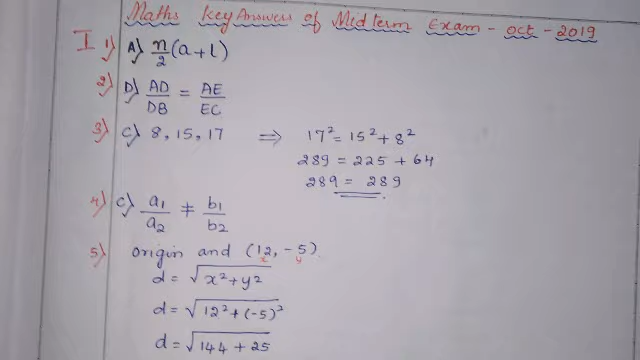 Maths Key Answers of Midterm Exam - Oct - 2019
I 1) A) n/2 (a + l)
2) D) AD/DB = AE/EC
3) C) 8, 15, 17 ⇒ 17² = 15² + 8²
289 = 225 + 64
289 = 289.
4) C) a₁/a₂ ≠ b₁/b₂
5) origin and (12, -5).
x y
d = √x² + y²
d = √12² + (-5)²
d = √144 + 25